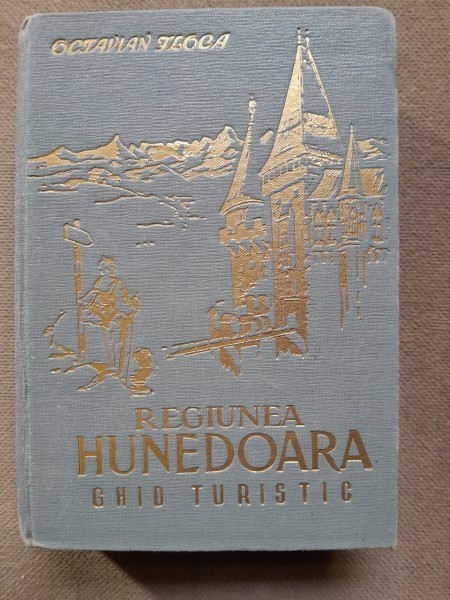 OCTAVIAN FLOCA
REGIUNEA
HUNEDOARA
GHID TURISTIC